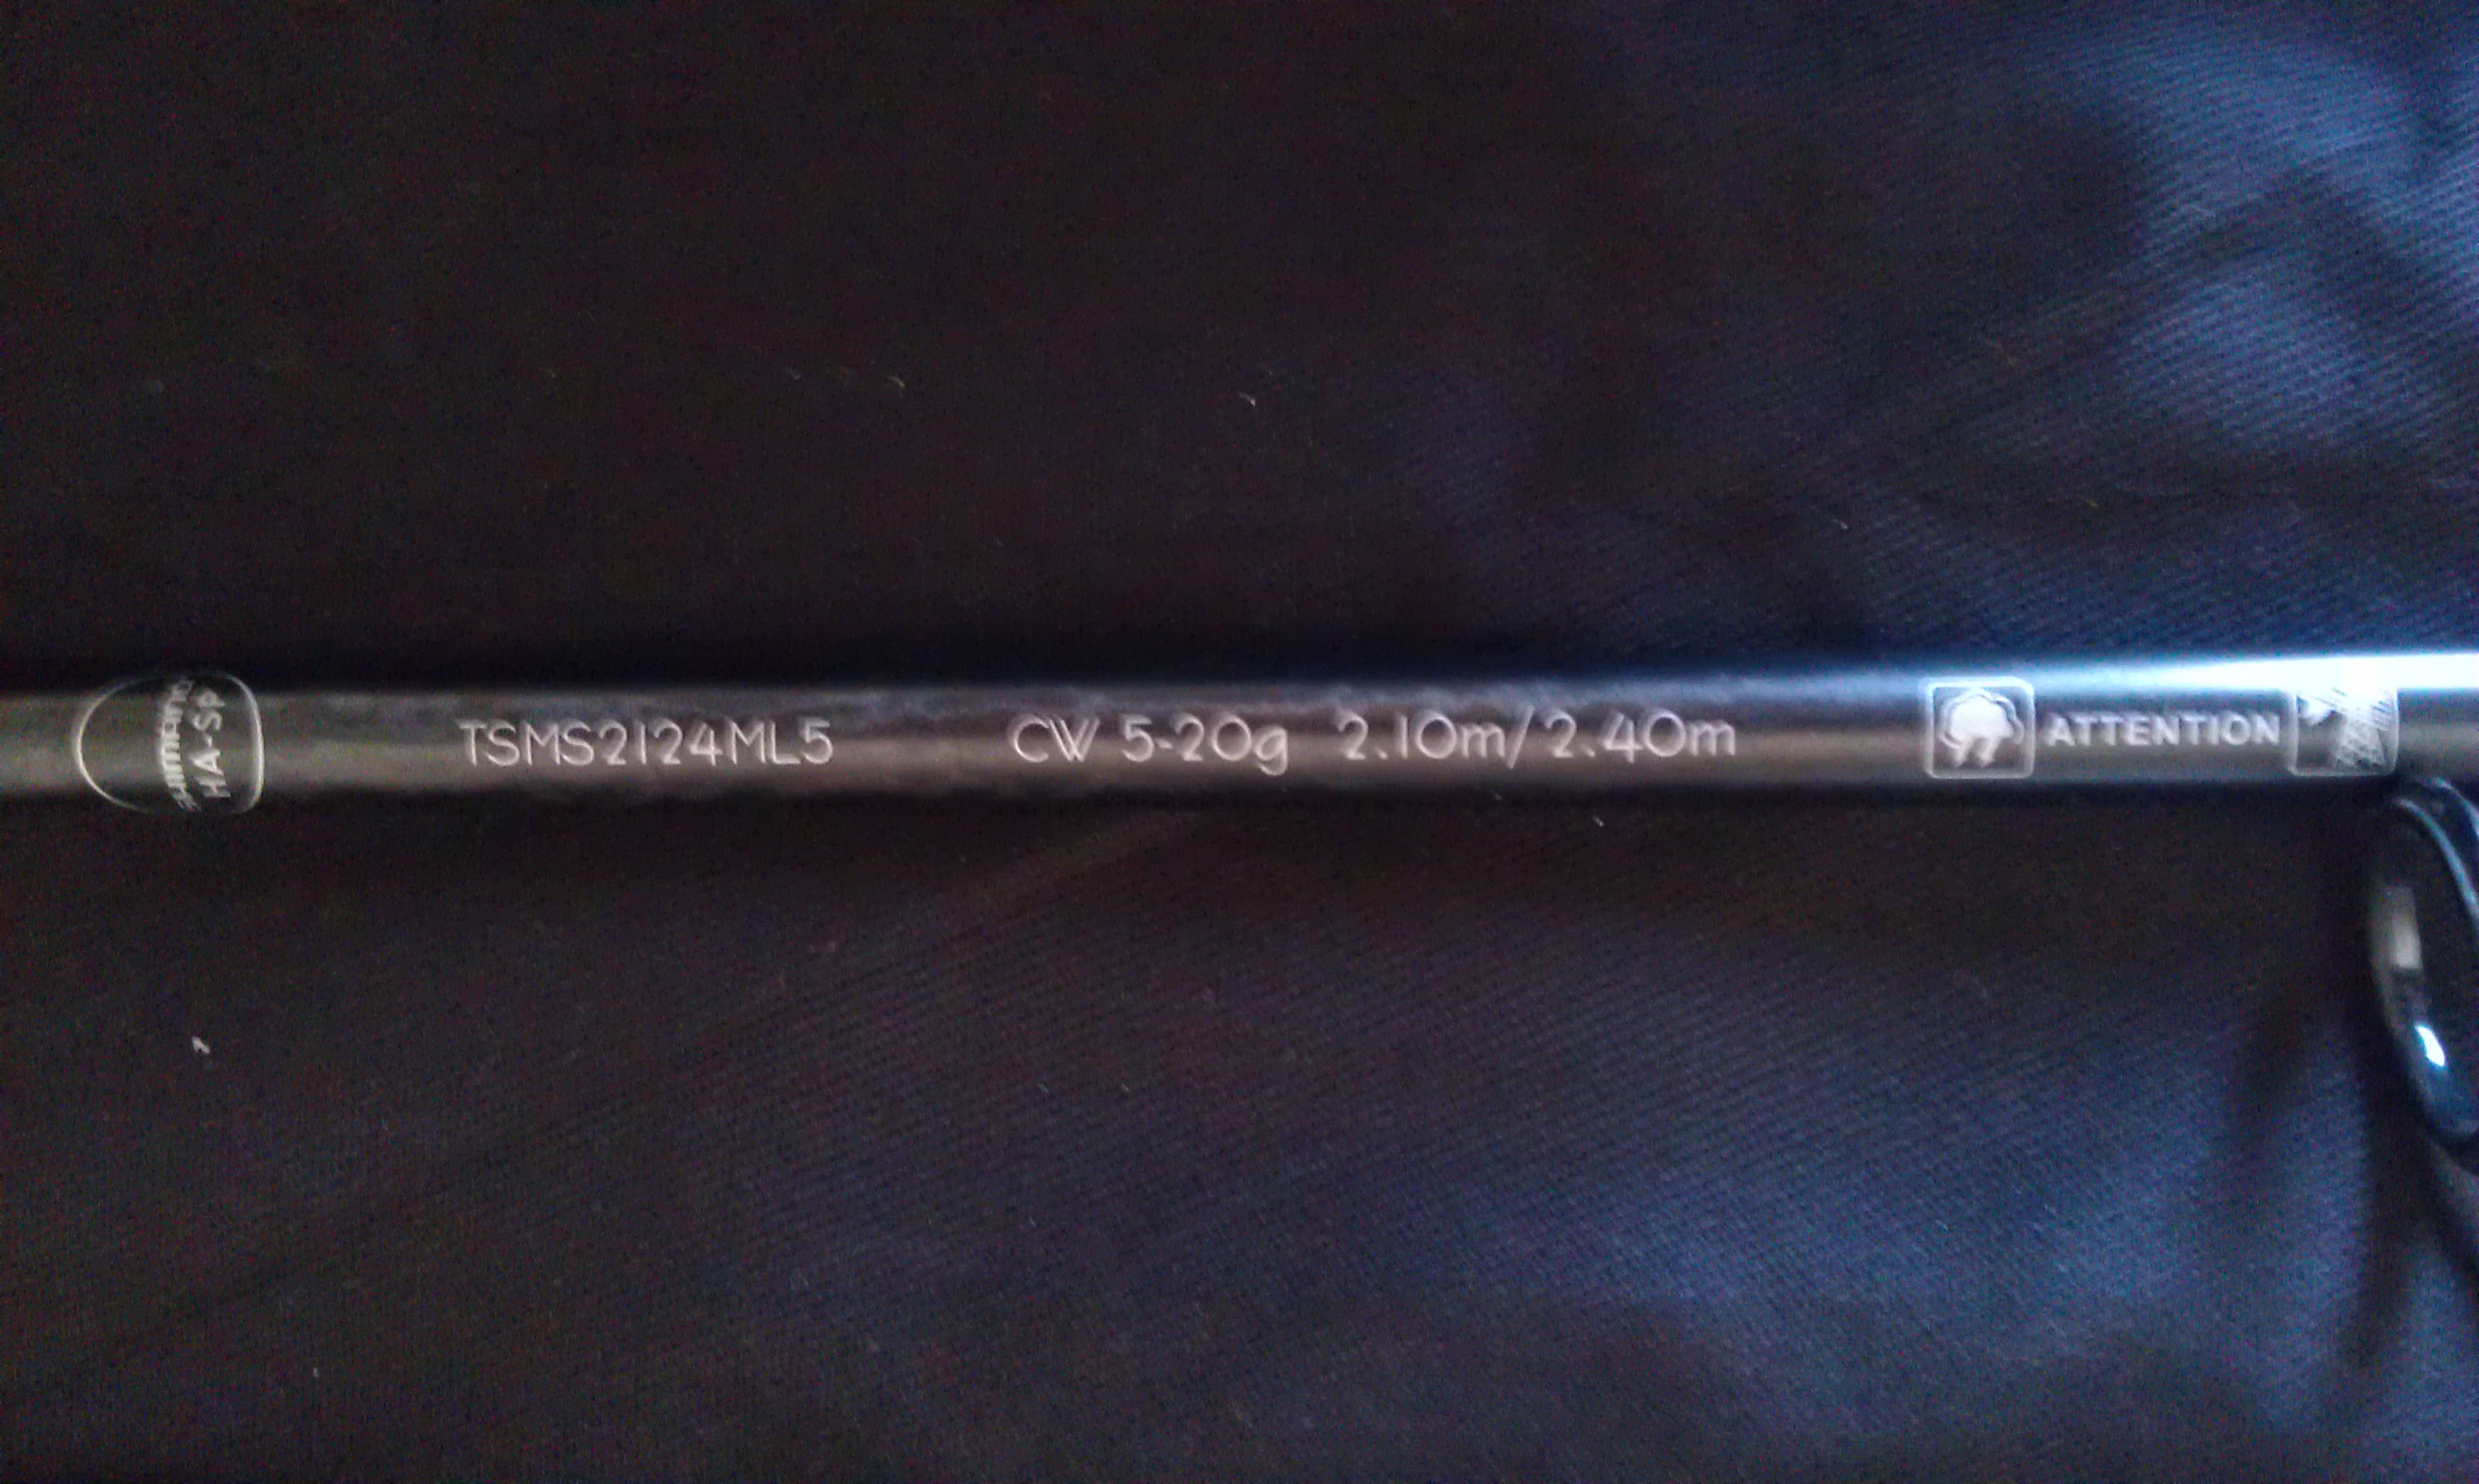 SHIMANO
HA-SP
TSMS2124ML5 CW 5-20g 2.10m/2.40m ATTENTION